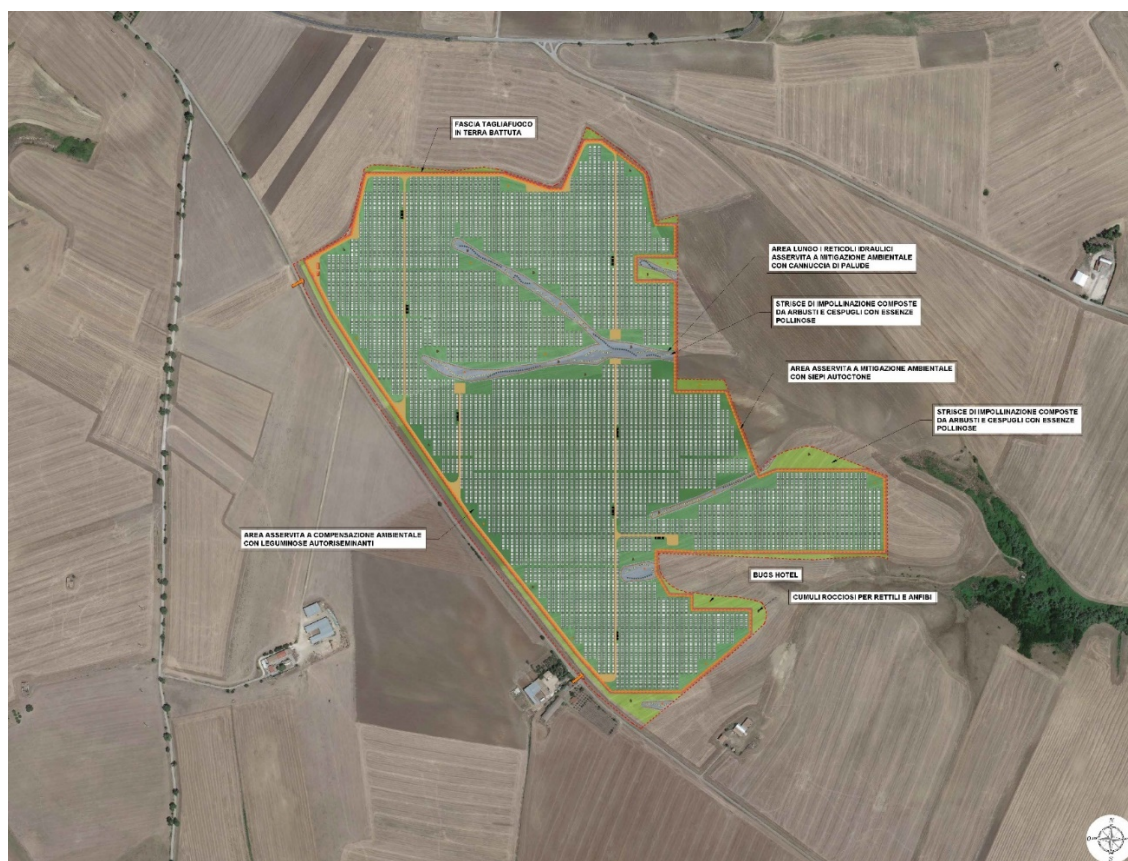 FASCIA TAGLIAFUOCO
IN TERRA BATTUTA
AREA LUNGO I RETICOLI IDRAULICI
ASSERVITA A MITIGAZIONE AMBIENTALE
CON CANNUCCIA DI PALUDE
STRISCE DI IMPOLLINAZIONE COMPOSTE
DA ARBUSTI E CESPUGLI CON ESSENZE
POLLINOSE
AREA ASSERVITA A MITIGAZIONE AMBIENTALE
CON SIEPI AUTOCTONE
STRISCE DI IMPOLLINAZIONE COMPOSTE
DA ARBUSTI E CESPUGLI CON ESSENZE
POLLINOSE
AREA ASSERVITA A COMPENSAZIONE AMBIENTALE
CON LEGUMINOSE AUTORISEMINANTI
BUGS HOTEL
CUMULI ROCCIOSI PER RETTILI E ANFIBI